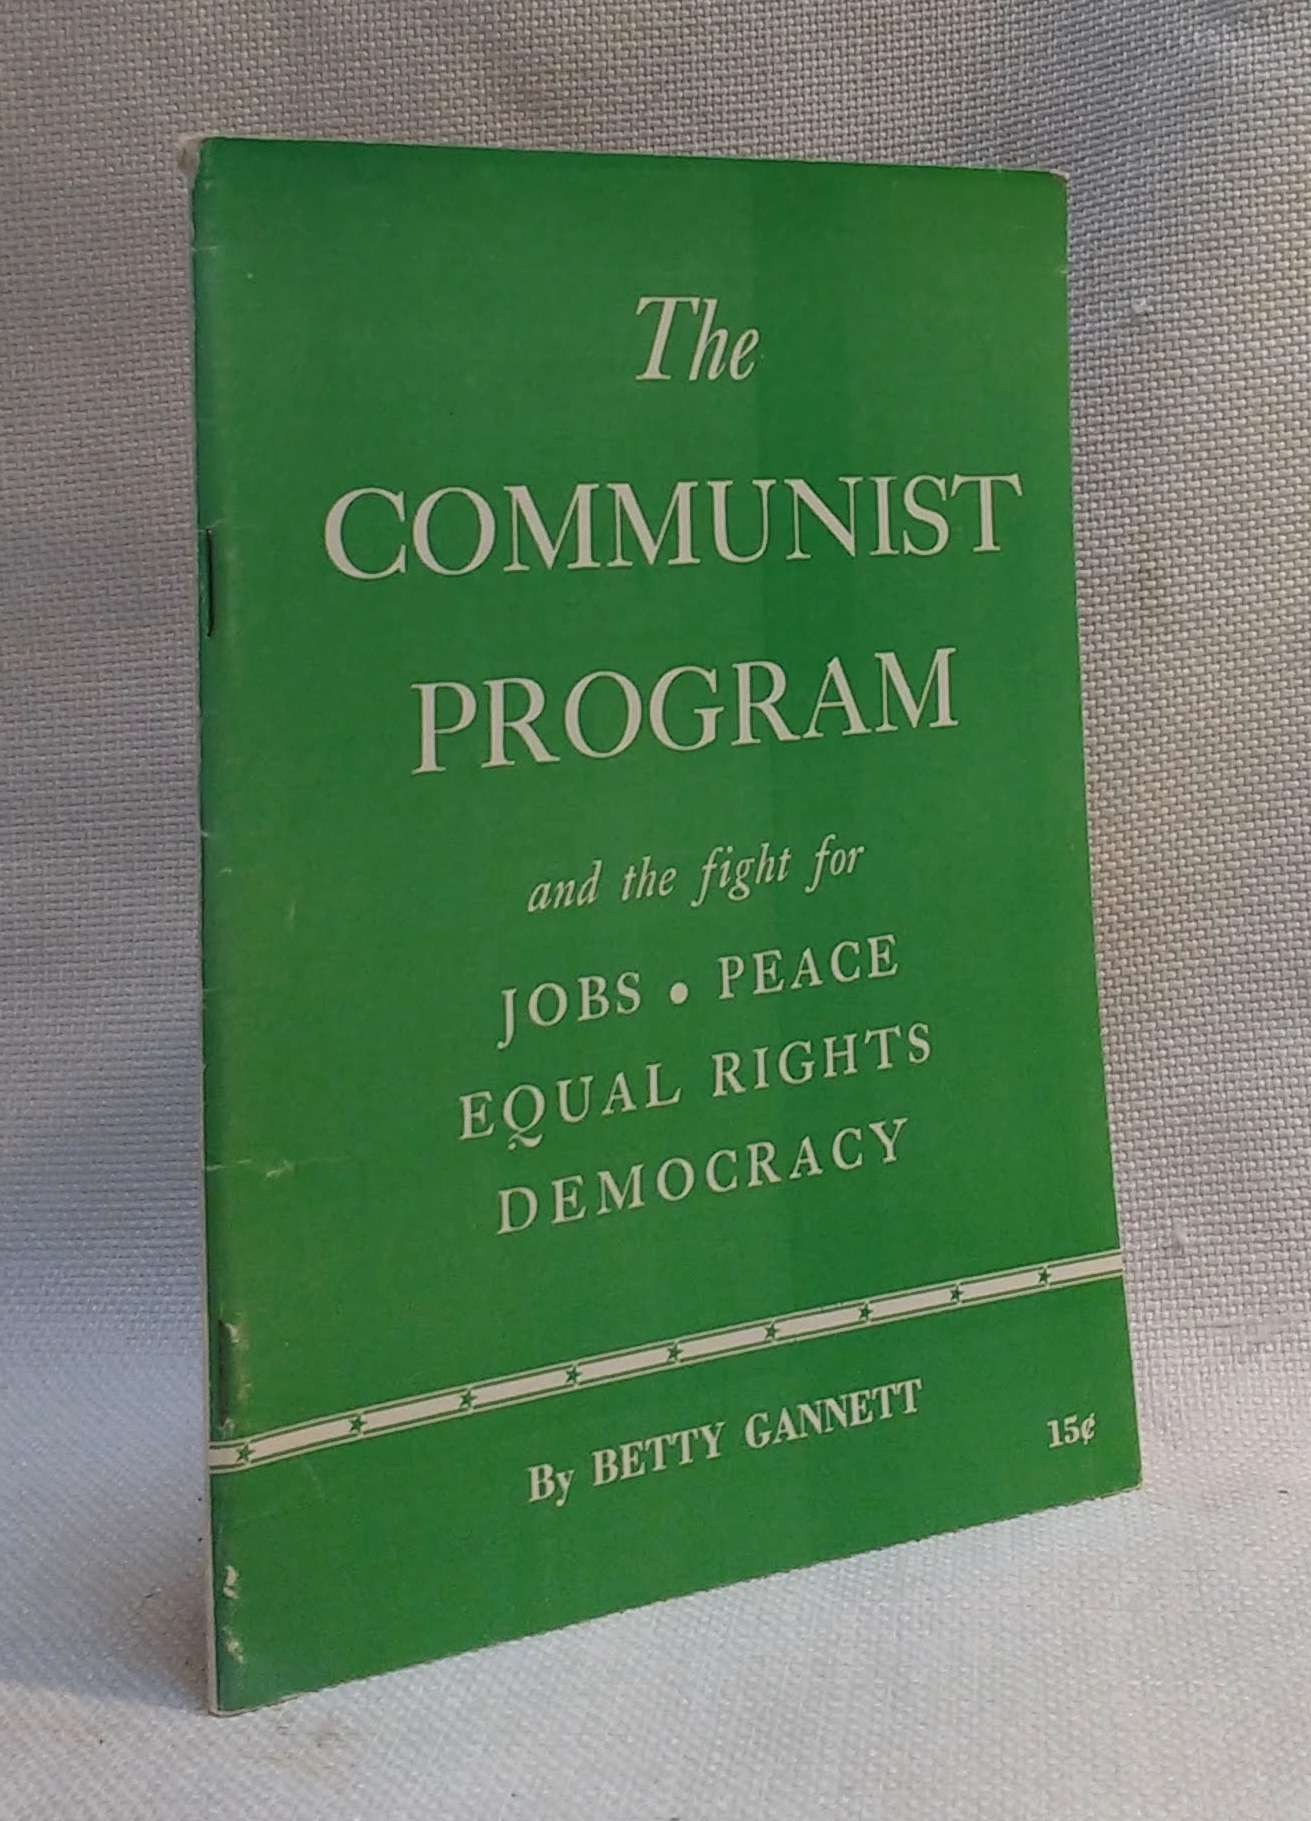 The
COMMUNIST
PROGRAM
and the fight for
JOBS • PEACE
EQUAL RIGHTS
DEMOCRACY
By BETTY GANNETT
15¢